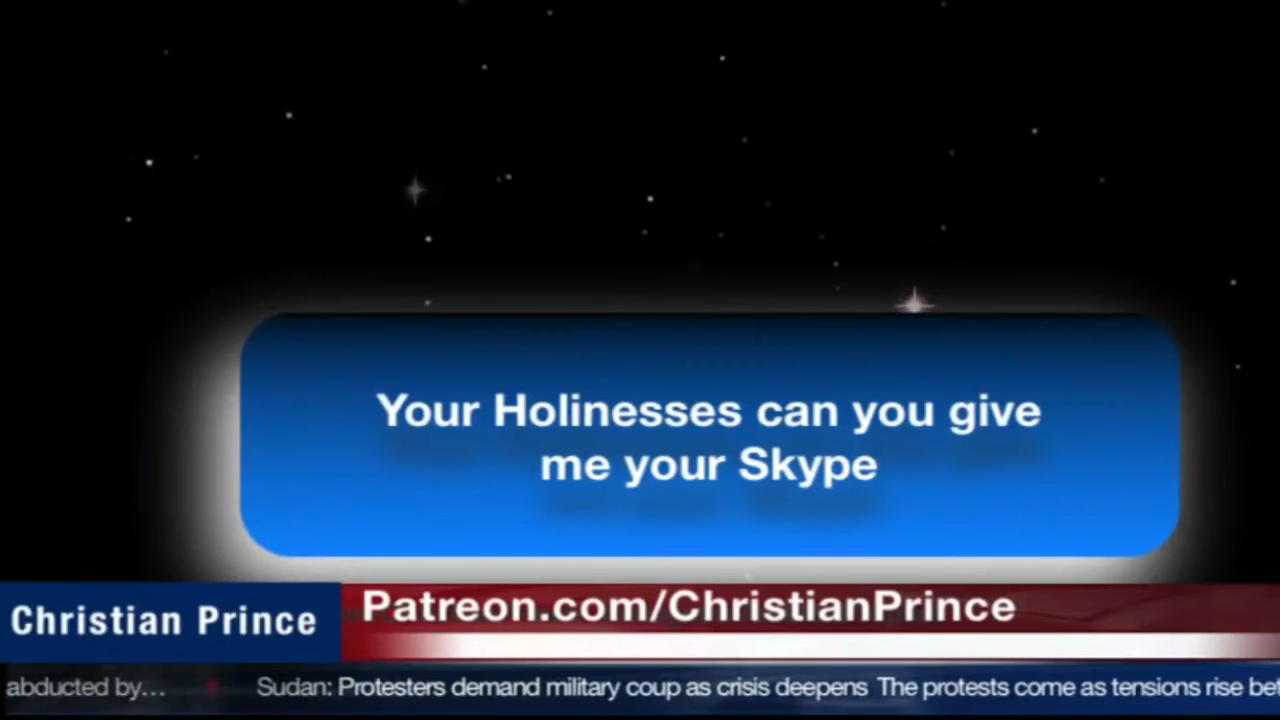 Your Holinesses can you give
me your Skype
Christian Prince
Patreon.com/ChristianPrince
abducted by... Sudan: Protesters demand military coup as crisis deepens The protests come as tensions rise bet